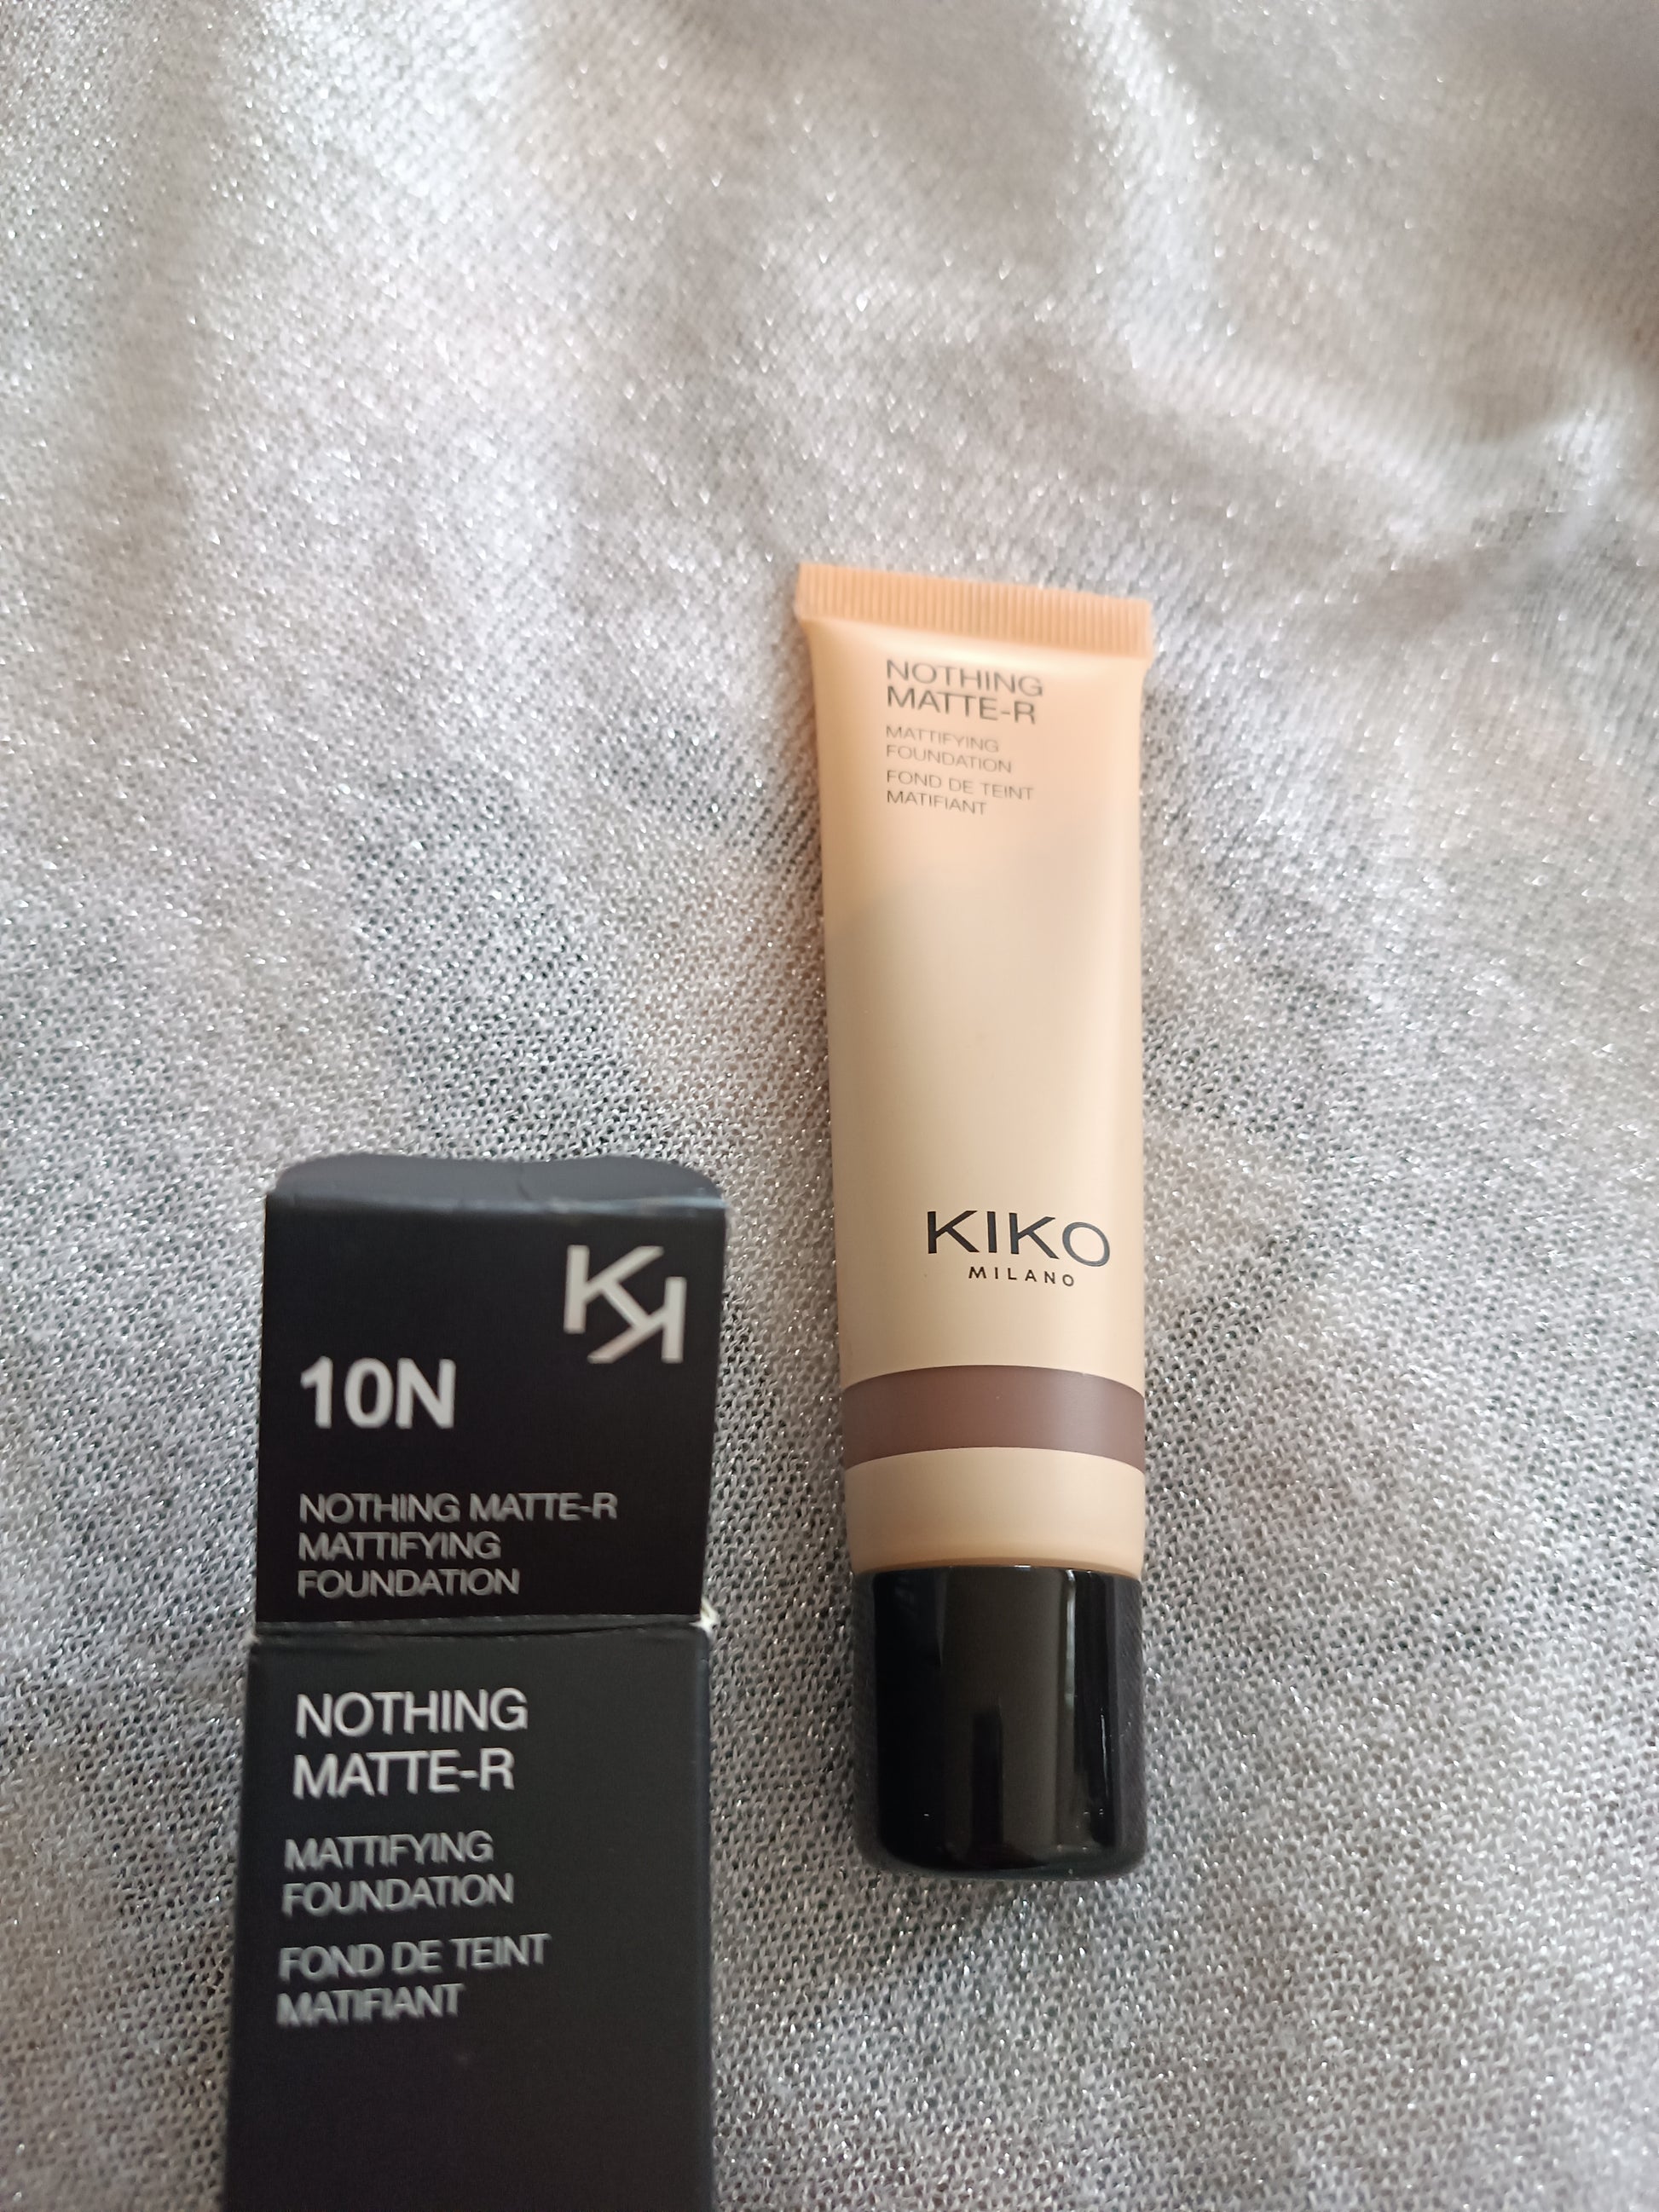 NOTHING
MATTE-R
MATTIFYING
FOUNDATION
FOND DE TEINT
MATIFIANT
KIKO
MILANO
KK
10N
NOTHING MATTE-R
MATTIFYING
FOUNDATION
NOTHING
MATTE-R
MATTIFYING
FOUNDATION
FOND DE TEINT
MATIFIANT